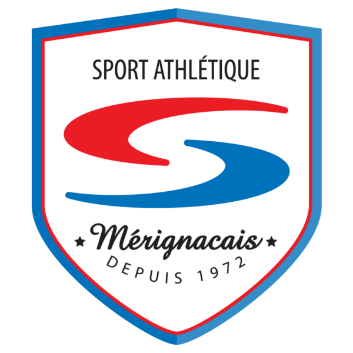 SPORT ATHLÉTIQUE
Mérignacais
DEPUIS 1972